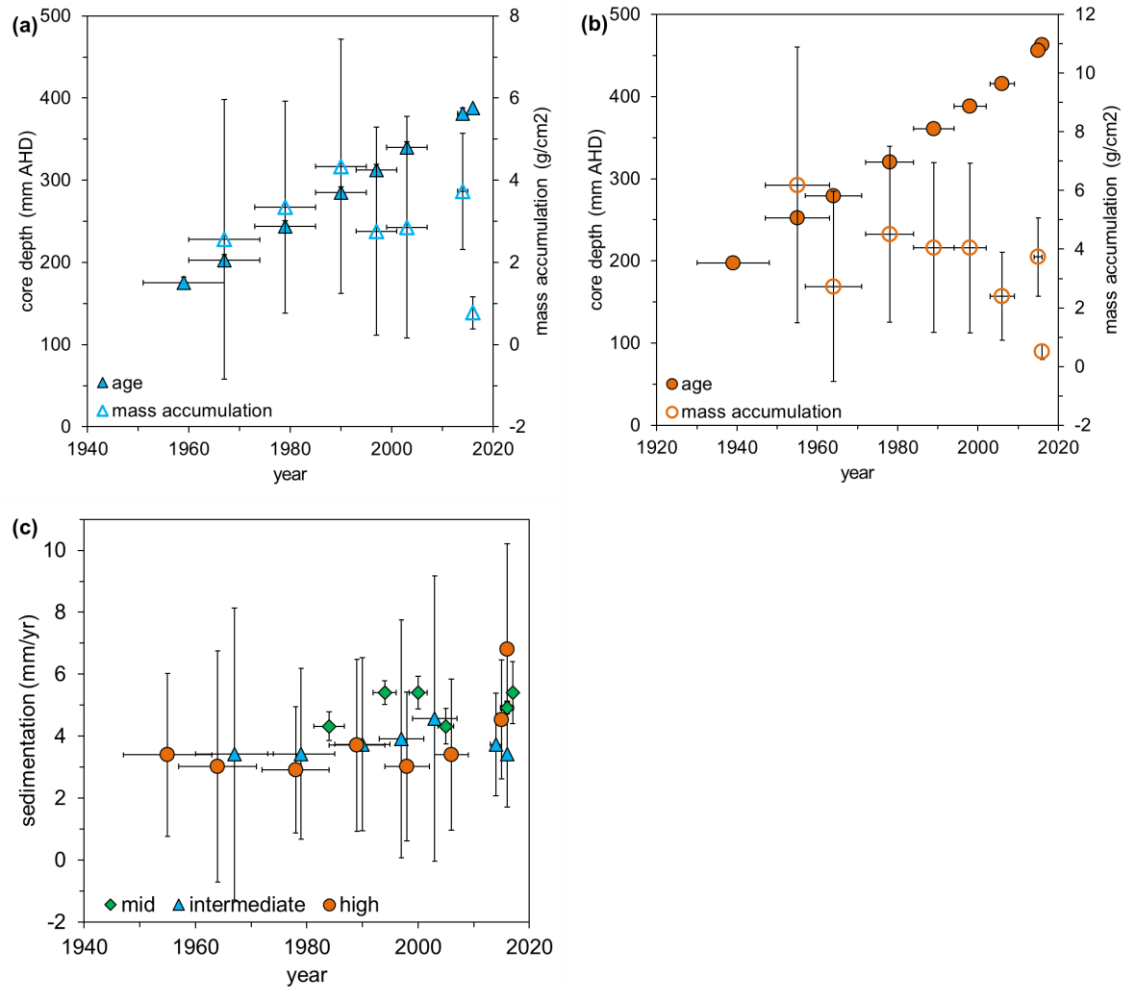 (a)
500
400
300
200
100
0
core depth (mm AHD)
8
6
4
2
0
-2
mass accumulation (g/cm2)
age
mass accumulation
1940 1960 1980 2000 2020
year
(b)
500
400
300
200
100
0
core depth (mm AHD)
12
10
8
6
4
2
0
-2
mass accumulation (g/cm2)
age
mass accumulation
1920 1940 1960 1980 2000 2020
year
(c)
10
8
6
4
2
0
-2
sedimentation (mm/yr)
mid intermediate high
1940 1960 1980 2000 2020
year